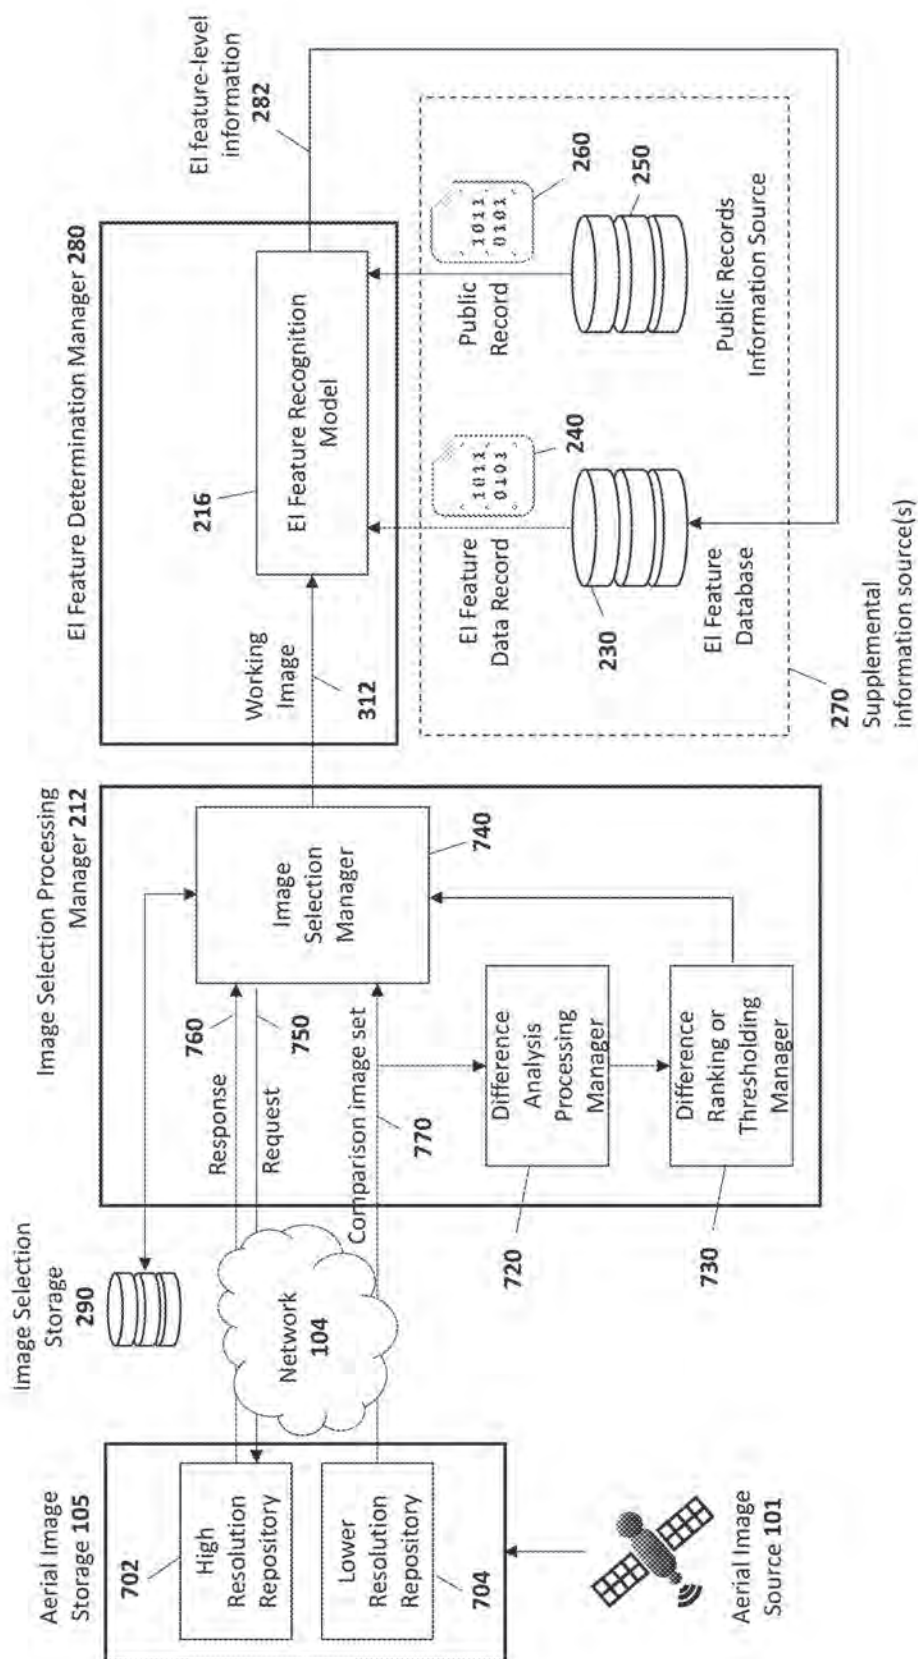 Aerial Image
Storage 105
702
High
Resolution
Repository
Lower
Resolution
Repository
704
Aerial Image
Source 101
Image Selection
Storage
290
Network
104
Image Selection Processing
Manager 212
Response
760
Request
750
Comparison image set
770
Image
Selection
Manager
740
Difference
Analysis
Processing
Manager
720
Difference
Ranking or
Thresholding
Manager
730
EI Feature Determination Manager 280
Working
Image
312
216
EI Feature Recognition
Model
EI feature-level
information
282
EI Feature
Data Record
1011
0101
240
Public
Record
1011
0101
260
230
EI Feature
Database
250
Public Records
Information Source
270
Supplemental
information source(s)